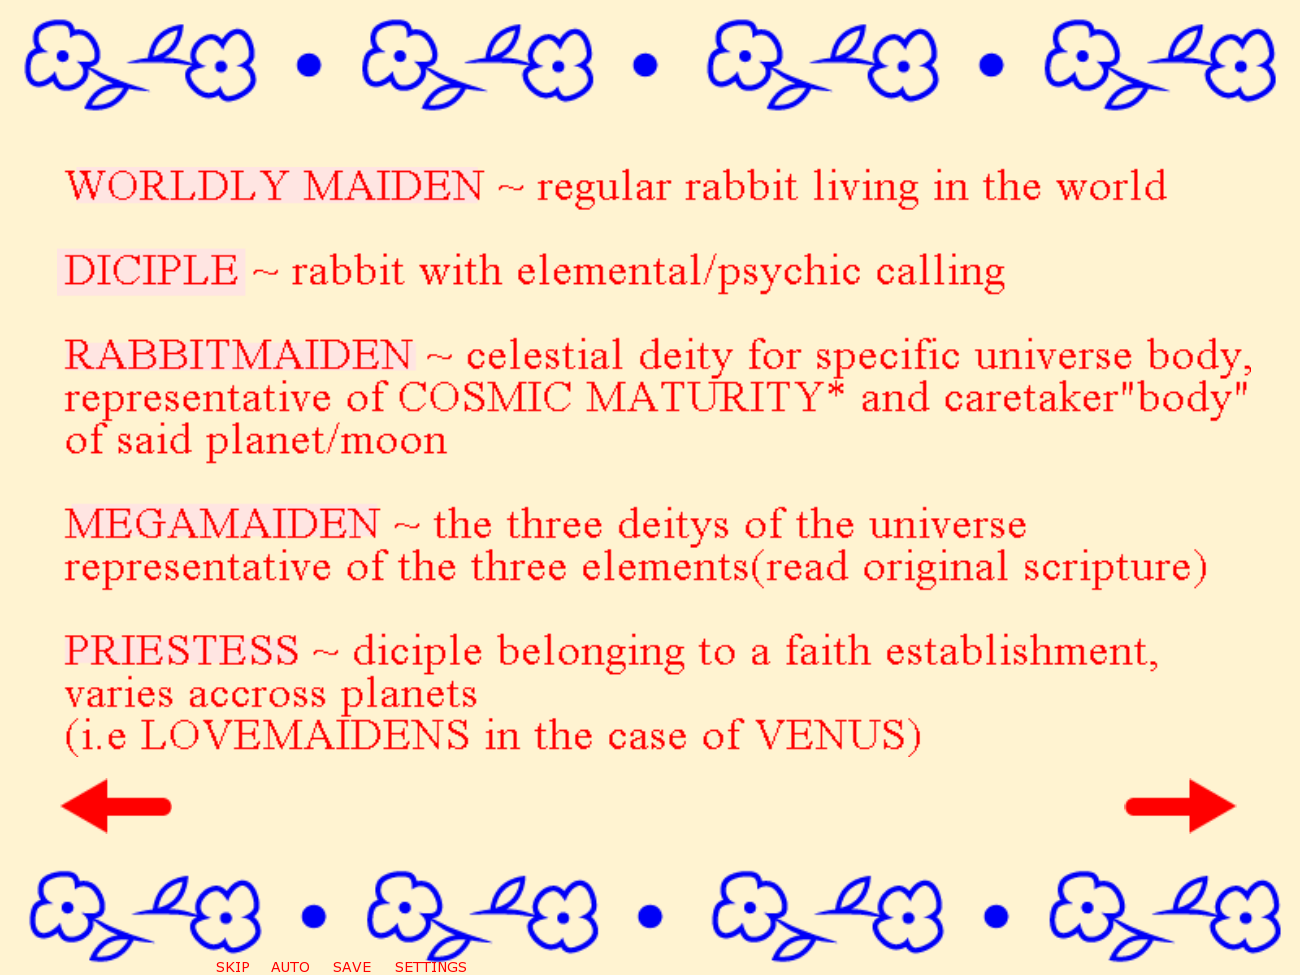 WORLDLY MAIDEN ~ regular rabbit living in the world
DICIPLE ~ rabbit with elemental/psychic calling
RABBITMAIDEN ~ celestial deity for specific universe body,
representative of COSMIC MATURITY* and caretaker"body"
of said planet/moon
MEGAMAIDEN ~ the three deitys of the universe
representative of the three elements(read original scripture)
PRIESTESS ~ diciple belonging to a faith establishment,
varies accross planets
(i.e LOVEMAIDENS in the case of VENUS)
SKIP AUTO SAVE SETTINGS